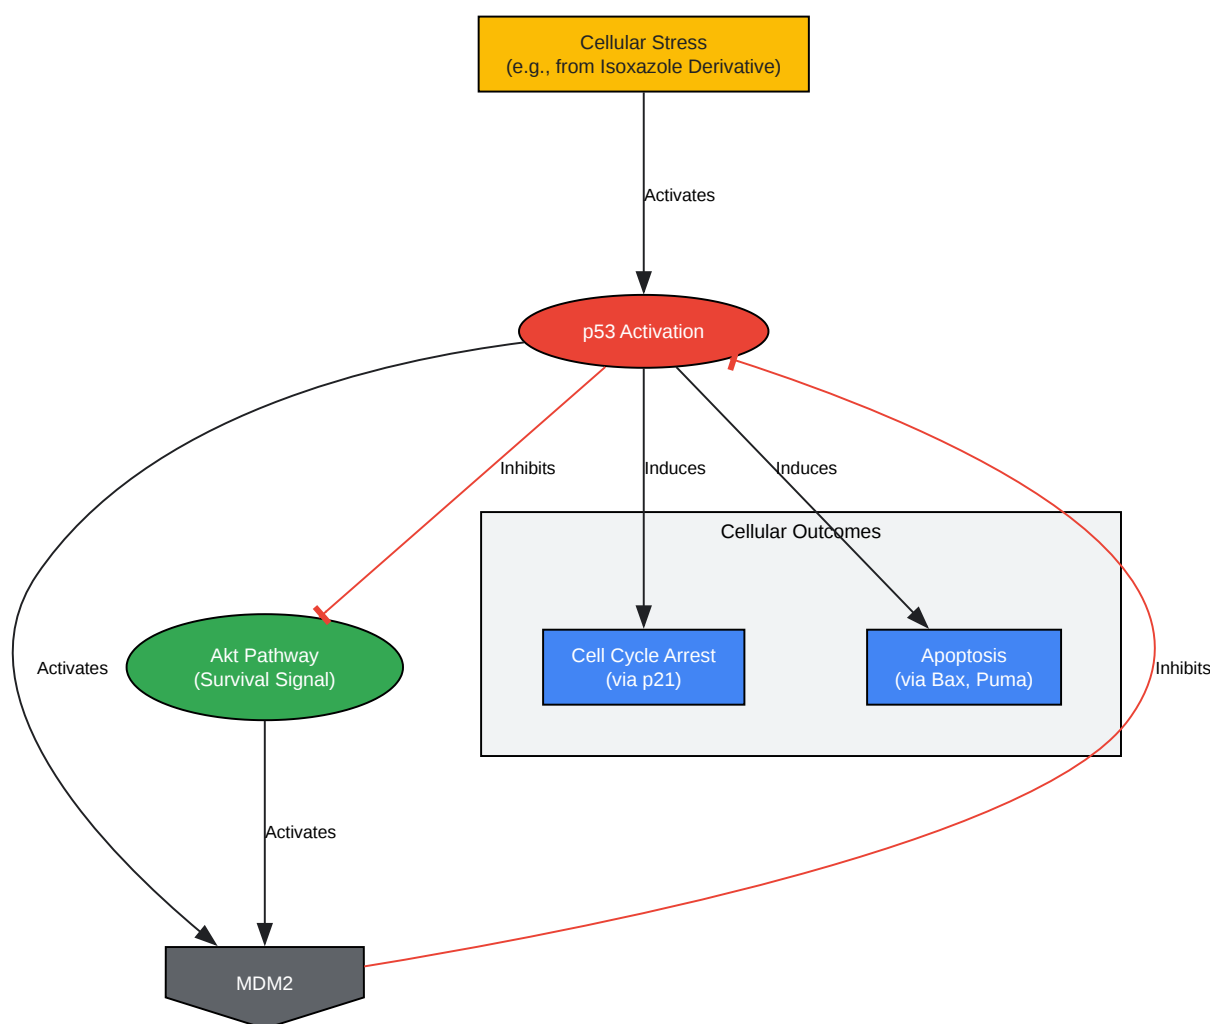 Cellular Stress
(e.g., from Isoxazole Derivative)
Activates
p53 Activation
Inhibits
Induces
Induces
Cellular Outcomes
Akt Pathway
(Survival Signal)
Cell Cycle Arrest
(via p21)
Apoptosis
(via Bax, Puma)
Activates
Inhibits
Activates
MDM2